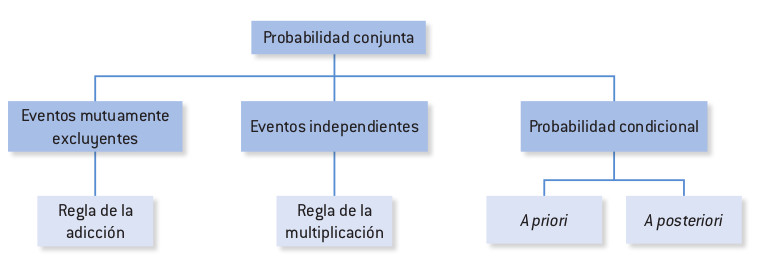 Probabilidad conjunta
Eventos mutuamente
excluyentes
Eventos independientes
Probabilidad condicional
Regla de la
adicción
Regla de la
multiplicación
A priori
A posteriori